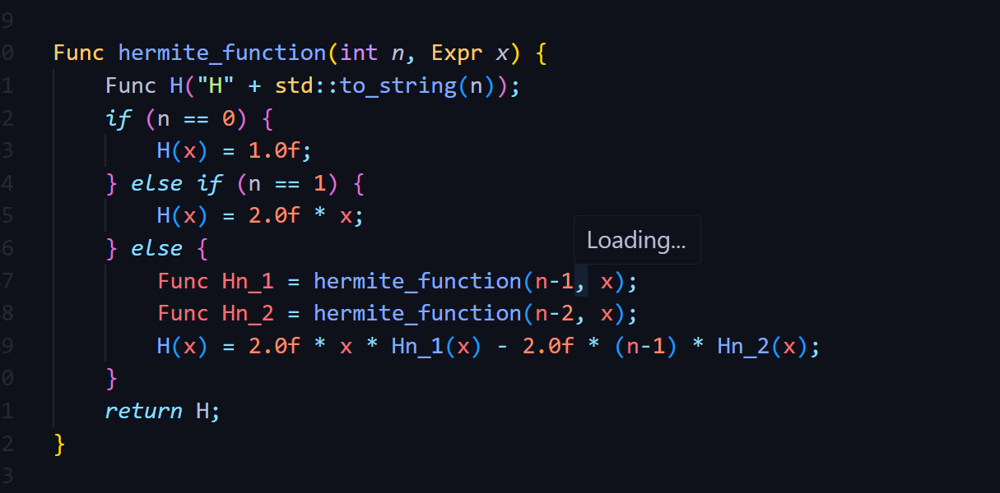 9
0 Func hermite_function(int n, Expr x) {
1     Func H("H" + std::to_string(n));
2     if (n == 0) {
3         H(x) = 1.0f;
4     } else if (n == 1) {
5         H(x) = 2.0f * x;
Loading...
6     } else {
7         Func Hn_1 = hermite_function(n-1, x);
8         Func Hn_2 = hermite_function(n-2, x);
9         H(x) = 2.0f * x * Hn_1(x) - 2.0f * (n-1) * Hn_2(x);
0     }
1     return H;
2 }
3